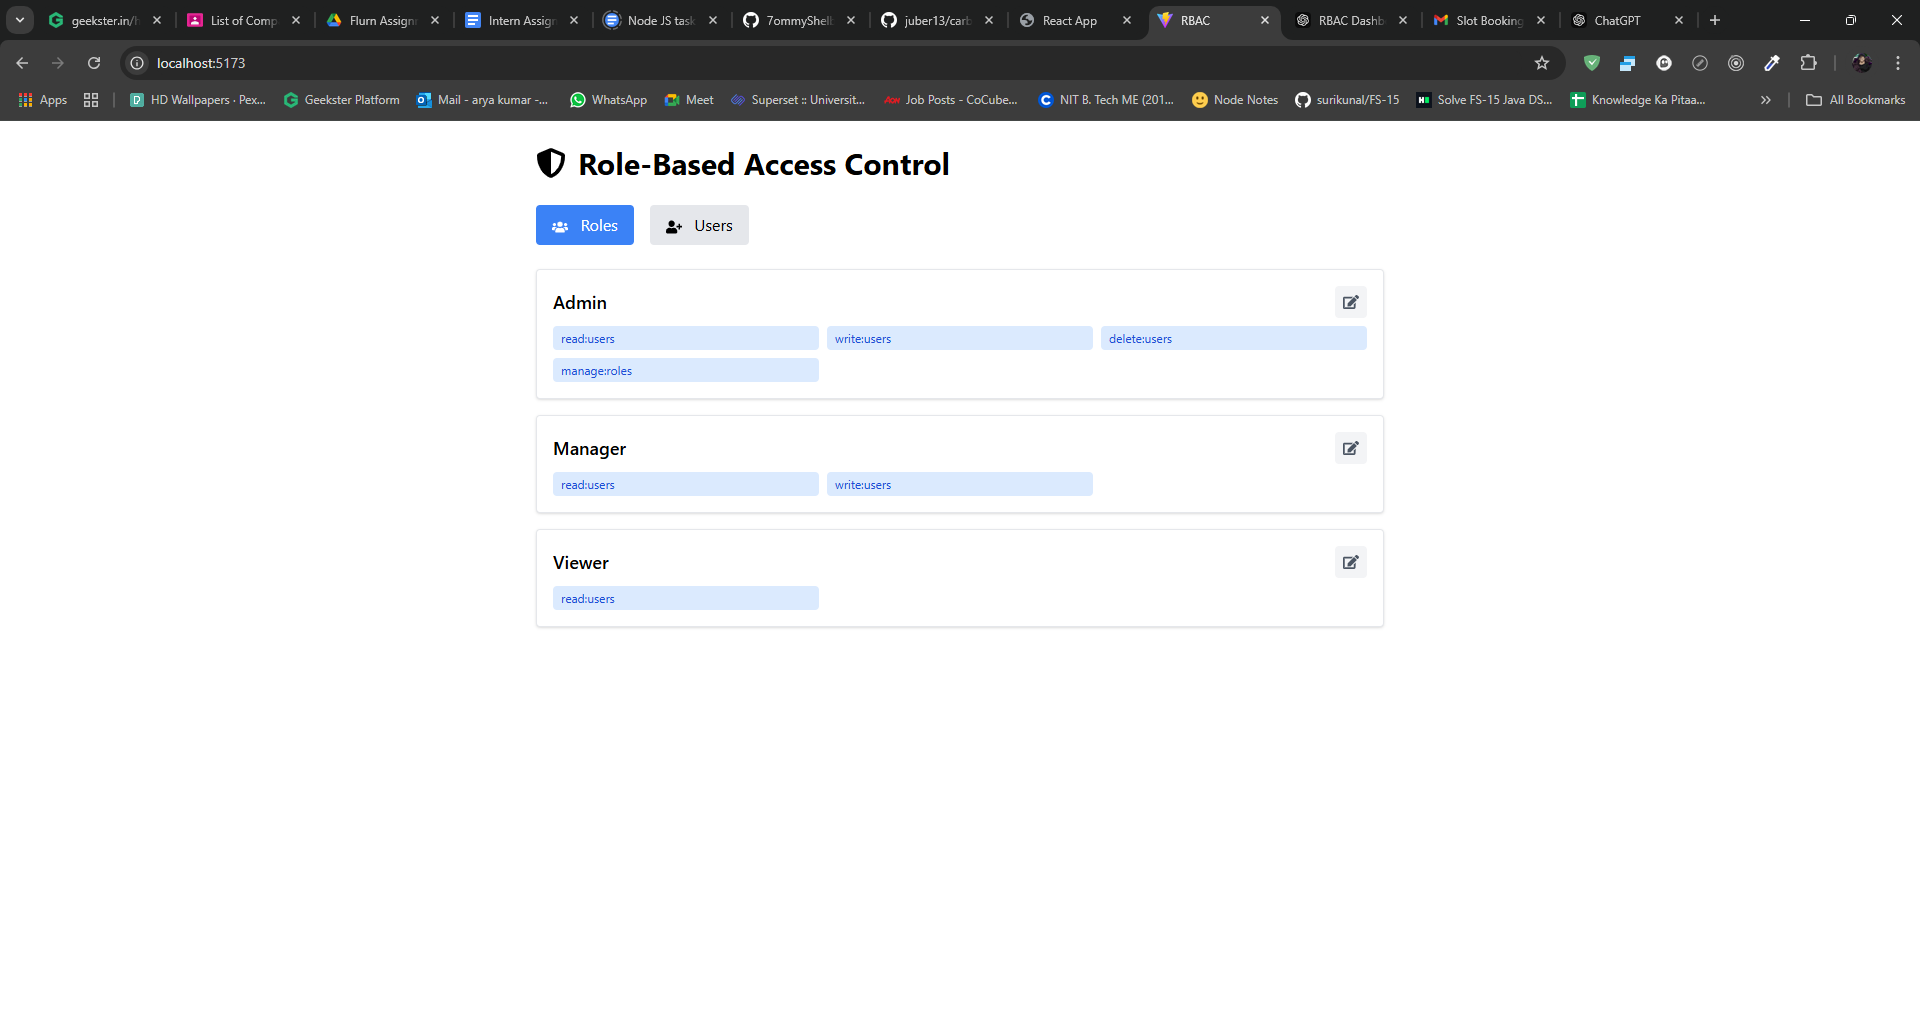 geekster.in/h
List of Comp
Flurn Assign
Intern Assign
Node JS task
7ommyShelb
juber13/carb
React App
RBAC
RBAC Dashb
Slot Booking
ChatGPT
localhost:5173
Apps
HD Wallpapers · Pex...
Geekster Platform
Mail - arya kumar -...
WhatsApp
Meet
Superset :: Universit...
Job Posts - CoCube...
NIT B. Tech ME (201...
Node Notes
surikunal/FS-15
Solve FS-15 Java DS...
Knowledge Ka Pitaa...
All Bookmarks
Role-Based Access Control
Roles
Users
Admin
read:users
write:users
delete:users
manage:roles
Manager
read:users
write:users
Viewer
read:users